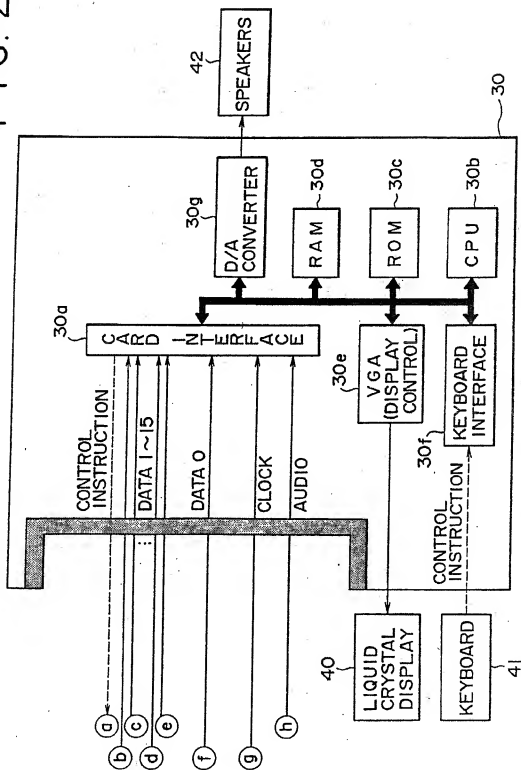 FIG. 2
30
42
SPEAKERS
30g
D/A
CONVERTER
30d
RAM
30c
ROM
30b
CPU
30a
CARD INTERFACE
30e
VGA
(DISPLAY
CONTROL)
30f
KEYBOARD
INTERFACE
CONTROL
INSTRUCTION
DATA 1~15
DATA 0
CLOCK
AUDIO
CONTROL
INSTRUCTION
a
b
c
d
e
f
g
h
40
LIQUID
CRYSTAL
DISPLAY
KEYBOARD
41